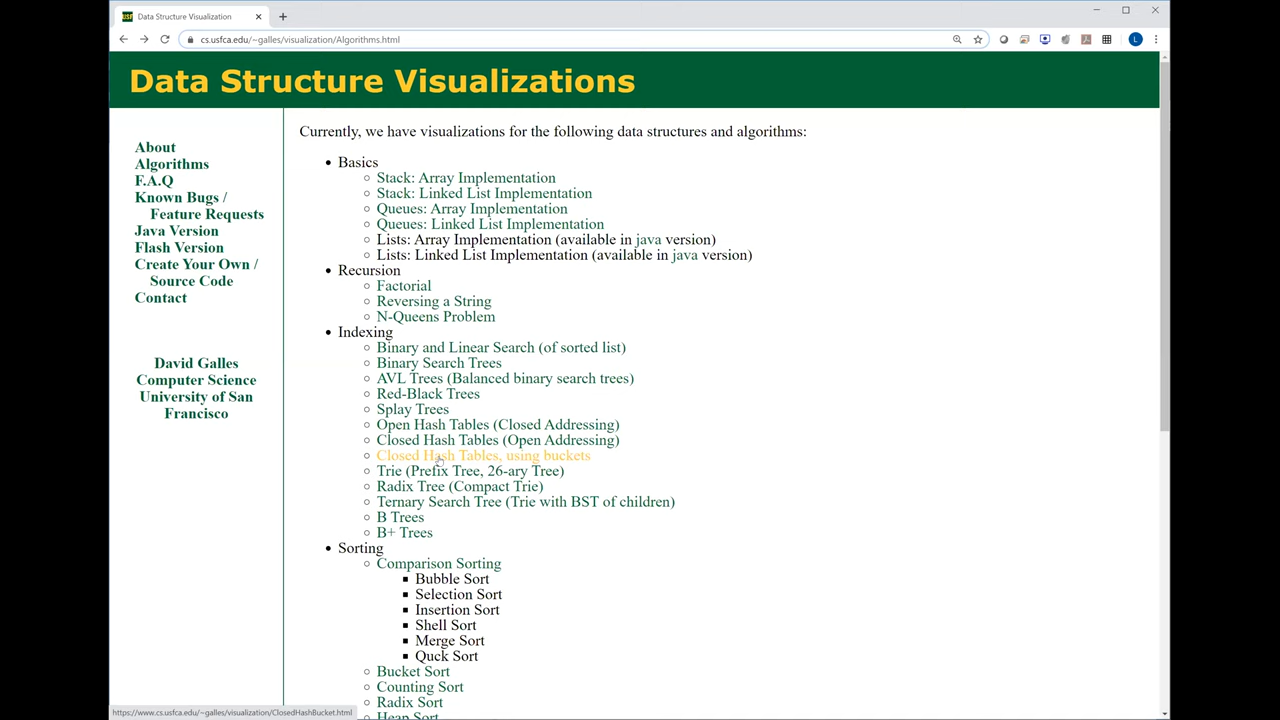 Data Structure Visualization
cs.usfca.edu/~galles/visualization/Algorithms.html
L
Data Structure Visualizations
About
Algorithms
F.A.Q
Known Bugs /
Feature Requests
Java Version
Flash Version
Create Your Own /
Source Code
Contact
David Galles
Computer Science
University of San
Francisco
Currently, we have visualizations for the following data structures and algorithms:
Basics
Stack: Array Implementation
Stack: Linked List Implementation
Queues: Array Implementation
Queues: Linked List Implementation
Lists: Array Implementation (available in java version)
Lists: Linked List Implementation (available in java version)
Recursion
Factorial
Reversing a String
N-Queens Problem
Indexing
Binary and Linear Search (of sorted list)
Binary Search Trees
AVL Trees (Balanced binary search trees)
Red-Black Trees
Splay Trees
Open Hash Tables (Closed Addressing)
Closed Hash Tables (Open Addressing)
Closed Hash Tables, using buckets
Trie (Prefix Tree, 26-ary Tree)
Radix Tree (Compact Trie)
Ternary Search Tree (Trie with BST of children)
B Trees
B+ Trees
Sorting
Comparison Sorting
Bubble Sort
Selection Sort
Insertion Sort
Shell Sort
Merge Sort
Quck Sort
Bucket Sort
Counting Sort
Radix Sort
Heap Sort
https://www.cs.usfca.edu/~galles/visualization/ClosedHashBucket.html